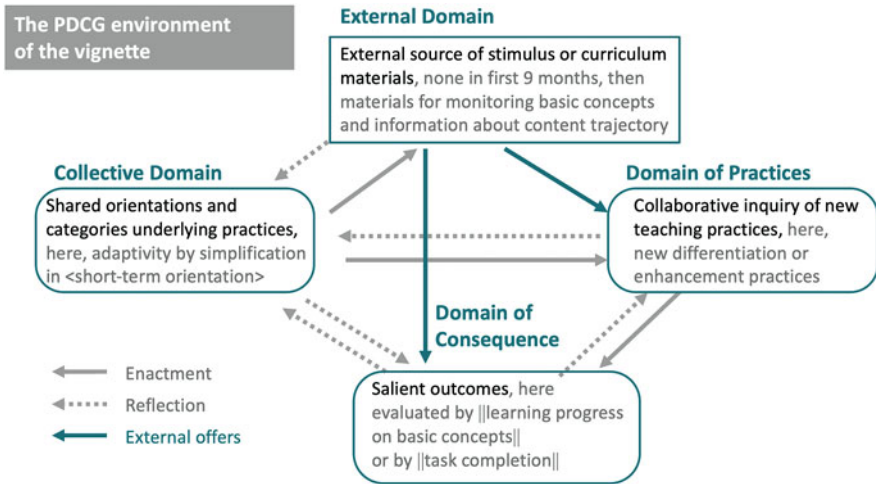 The PDCG environment
of the vignette
External Domain
External source of stimulus or curriculum
materials, none in first 9 months, then
materials for monitoring basic concepts
and information about content trajectory
Collective Domain
Shared orientations and
categories underlying practices,
here, adaptivity by simplification
in <short-term orientation>
Domain of Practices
Collaborative inquiry of new
teaching practices, here,
new differentiation or
enhancement practices
Domain of
Consequence
Salient outcomes, here
evaluated by ||learning progress
on basic concepts||
or by ||task completion||
Enactment
Reflection
External offers